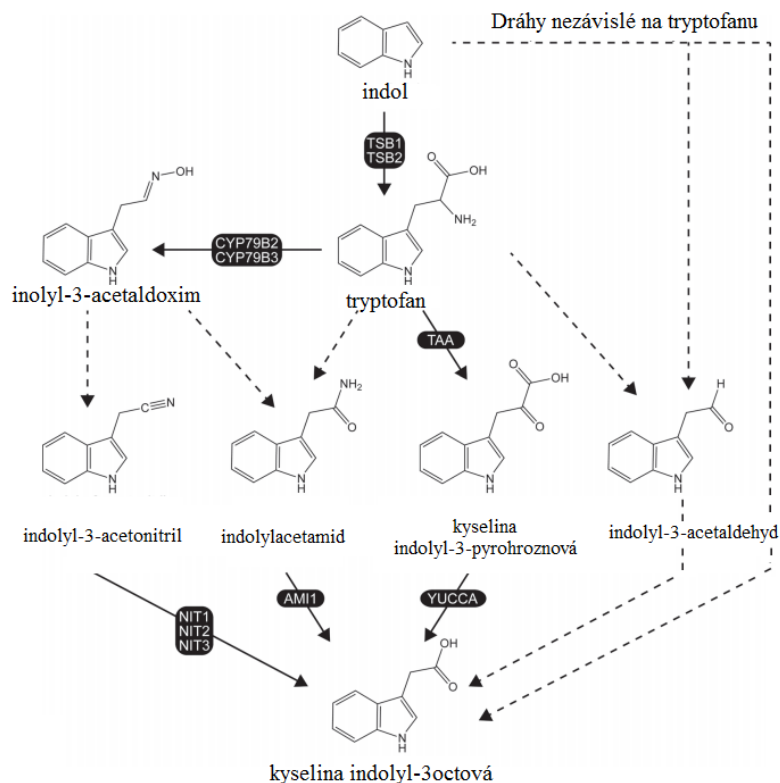 Dráhy nezávislé na tryptofanu
N
H
indol
TSB1
TSB2
N
OH
O
OH
NH₂
N
H
CYP79B2
CYP79B3
N
H
inolyl-3-acetaldoxim
tryptofan
TAA
C
N
N
H
NH₂
O
N
H
O
OH
O
N
H
H
O
N
H
indolyl-3-acetonitril
indolylacetamid
kyselina
indolyl-3-pyrohroznová
indolyl-3-acetaldehyd
NIT1
NIT2
NIT3
AMI1
YUCCA
OH
O
N
H
kyselina indolyl-3octová